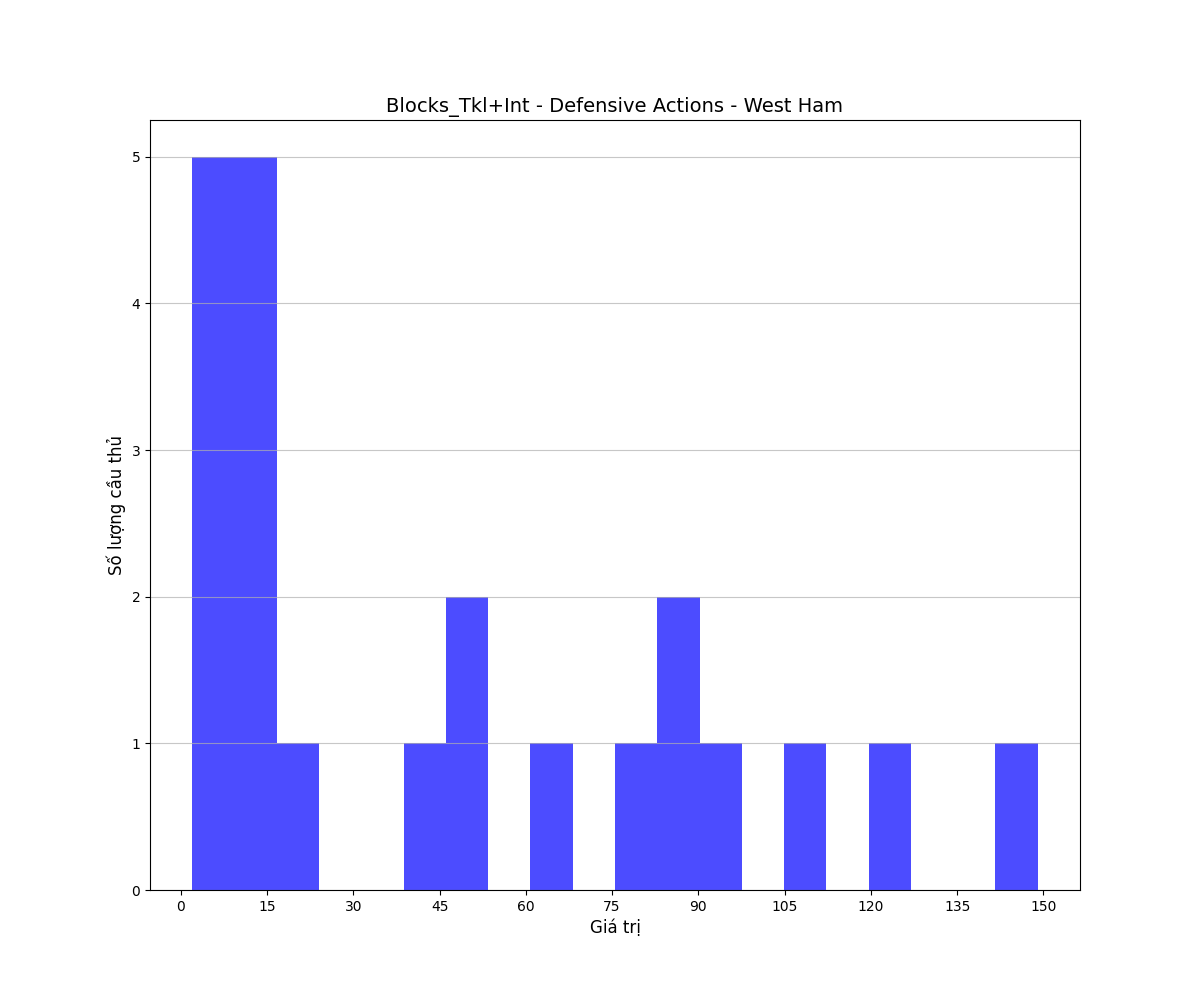 Blocks_Tkl+Int - Defensive Actions - West Ham
5
4
3
2
1
0
Số lượng cầu thủ
0 15 30 45 60 75 90 105 120 135 150
Giá trị